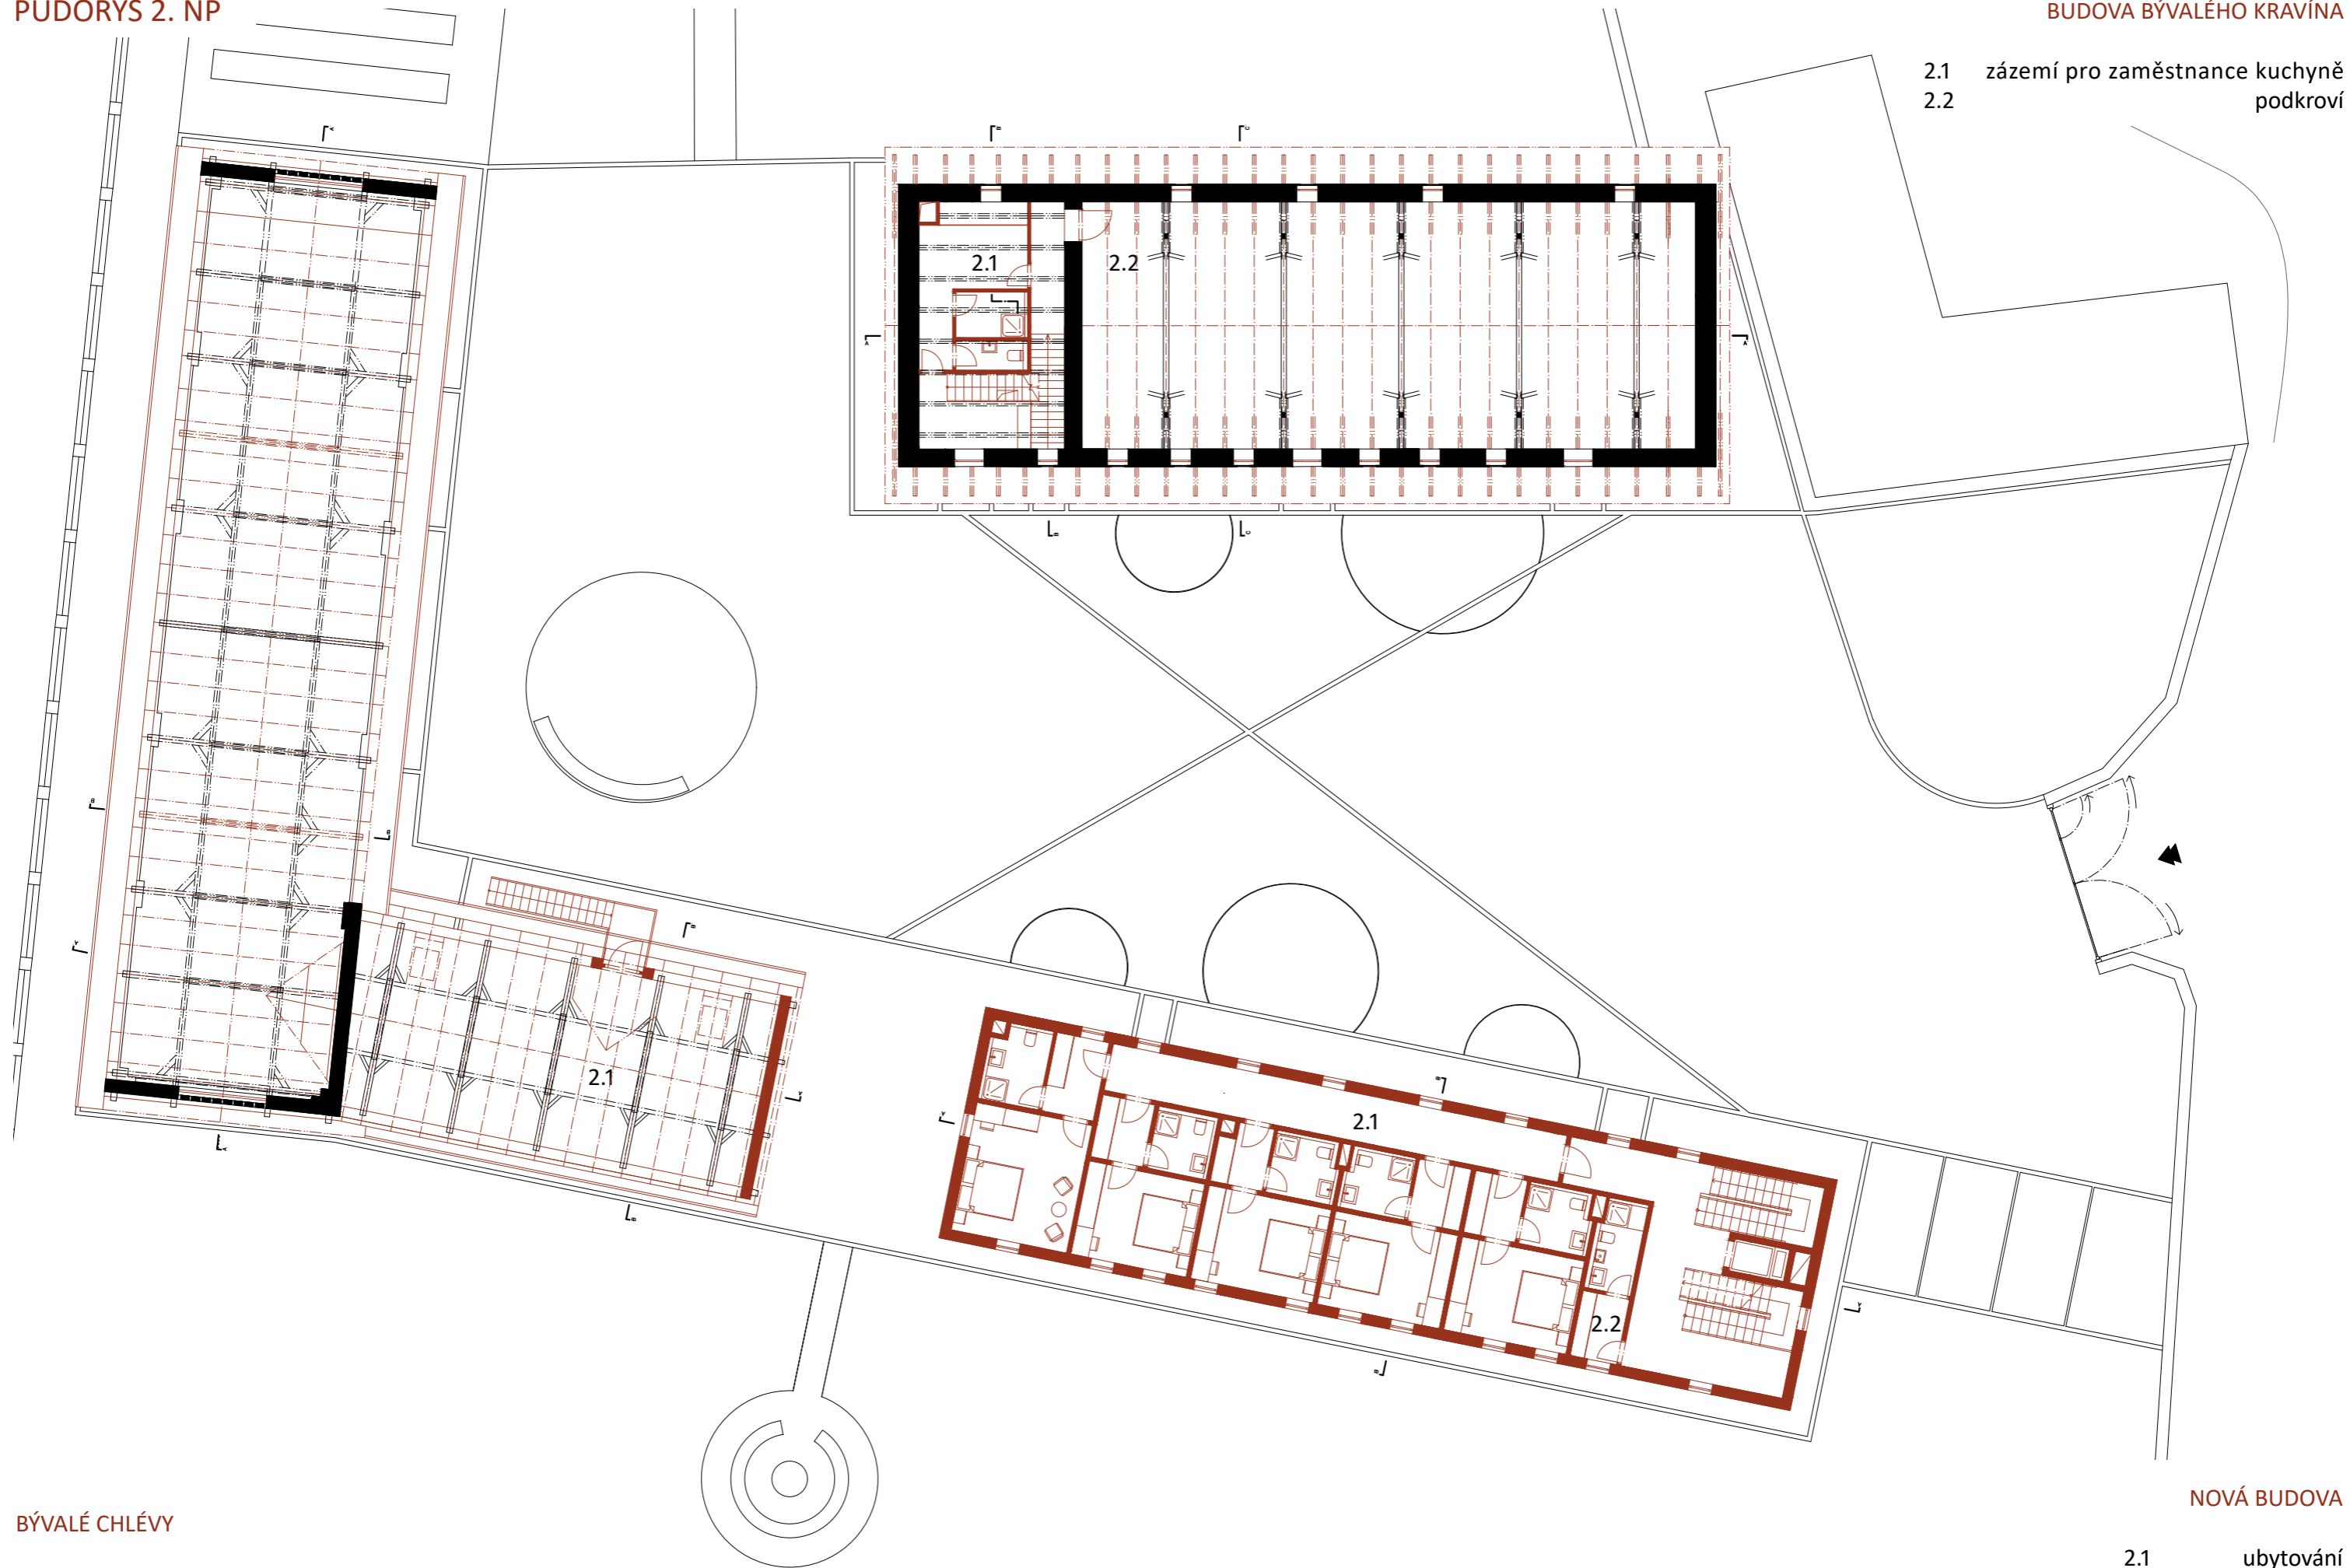 PŮDORYS 2. NP
BUDOVA BÝVALÉHO KRAVÍNA
2.1 zázemí pro zaměstnance kuchyně
2.2 podkroví
2.1
2.2
2.1
2.1
2.2
BÝVALÉ CHLÉVY
NOVÁ BUDOVA
2.1 ubytování